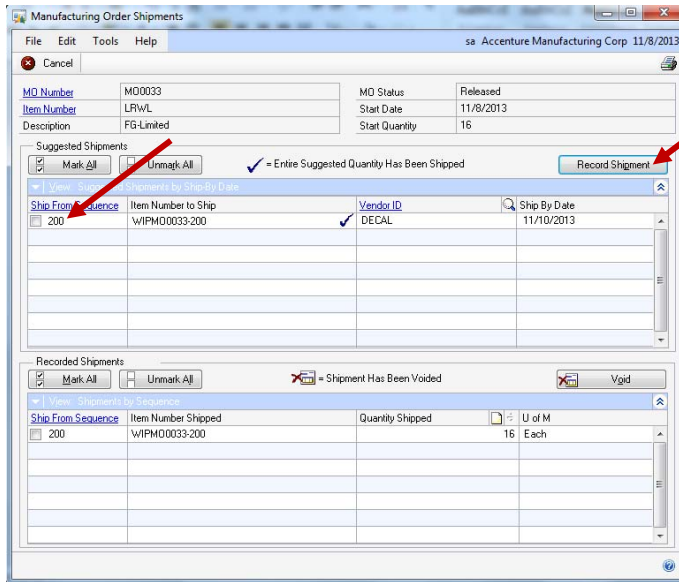 Manufacturing Order Shipments
File Edit Tools Help sa Accenture Manufacturing Corp 11/8/2013
Cancel
MO Number MO0033 MO Status Released
Item Number LRWL Start Date 11/8/2013
Description FG-Limited Start Quantity 16
Suggested Shipments
Mark All Unmark All = Entire Suggested Quantity Has Been Shipped Record Shipment
View: Suggested Shipments by Ship-By Date
Ship From Sequence Item Number to Ship Vendor ID Ship By Date
200 WIPMO0033-200 DECAL 11/10/2013
Recorded Shipments
Mark All Unmark All = Shipment Has Been Voided Void
View: Shipments by Sequence
Ship From Sequence Item Number Shipped Quantity Shipped U of M
200 WIPMO0033-200 16 Each